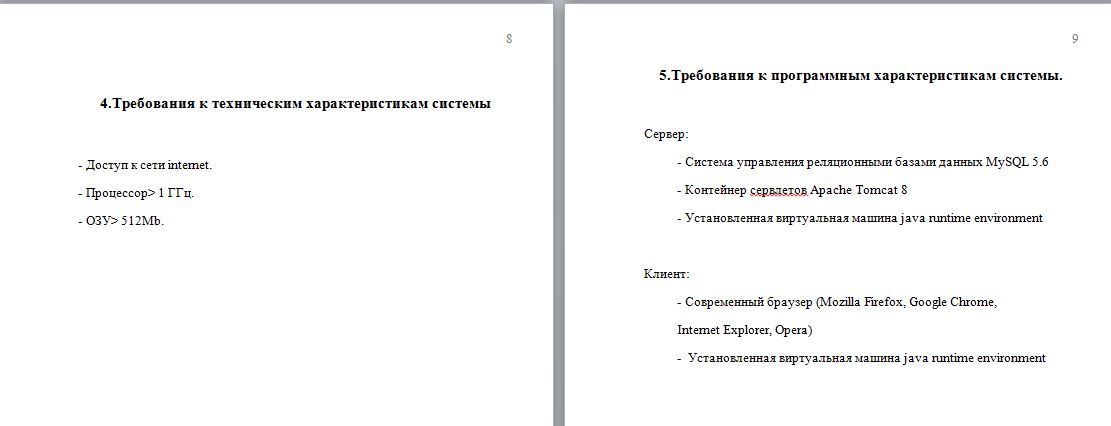 8
4.Требования к техническим характеристикам системы
- Доступ к сети internet.
- Процессор> 1 ГГц.
- ОЗУ> 512Mb.
9
5.Требования к программным характеристикам системы.
Сервер:
- Система управления реляционными базами данных MySQL 5.6
- Контейнер сервлетов Apache Tomcat 8
- Установленная виртуальная машина java runtime environment
Клиент:
- Современный браузер (Mozilla Firefox, Google Chrome,
Internet Explorer, Opera)
- Установленная виртуальная машина java runtime environment